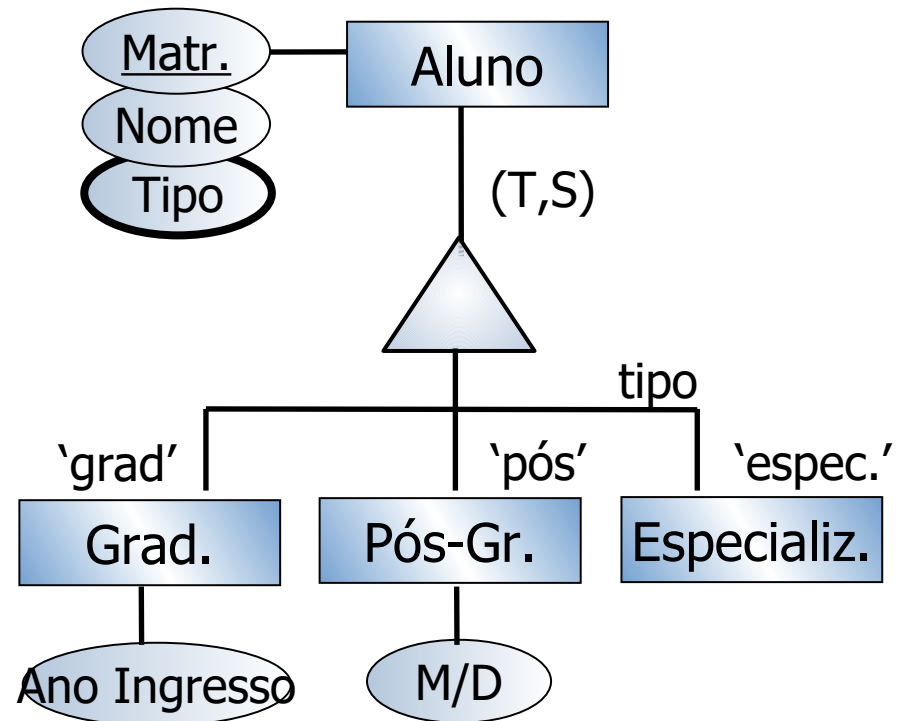 Matr.
Aluno
Nome
Tipo
(T,S)
tipo
‘grad’
‘pós’
‘espec.’
Grad.
Pós-Gr.
Especializ.
Ano Ingresso
M/D